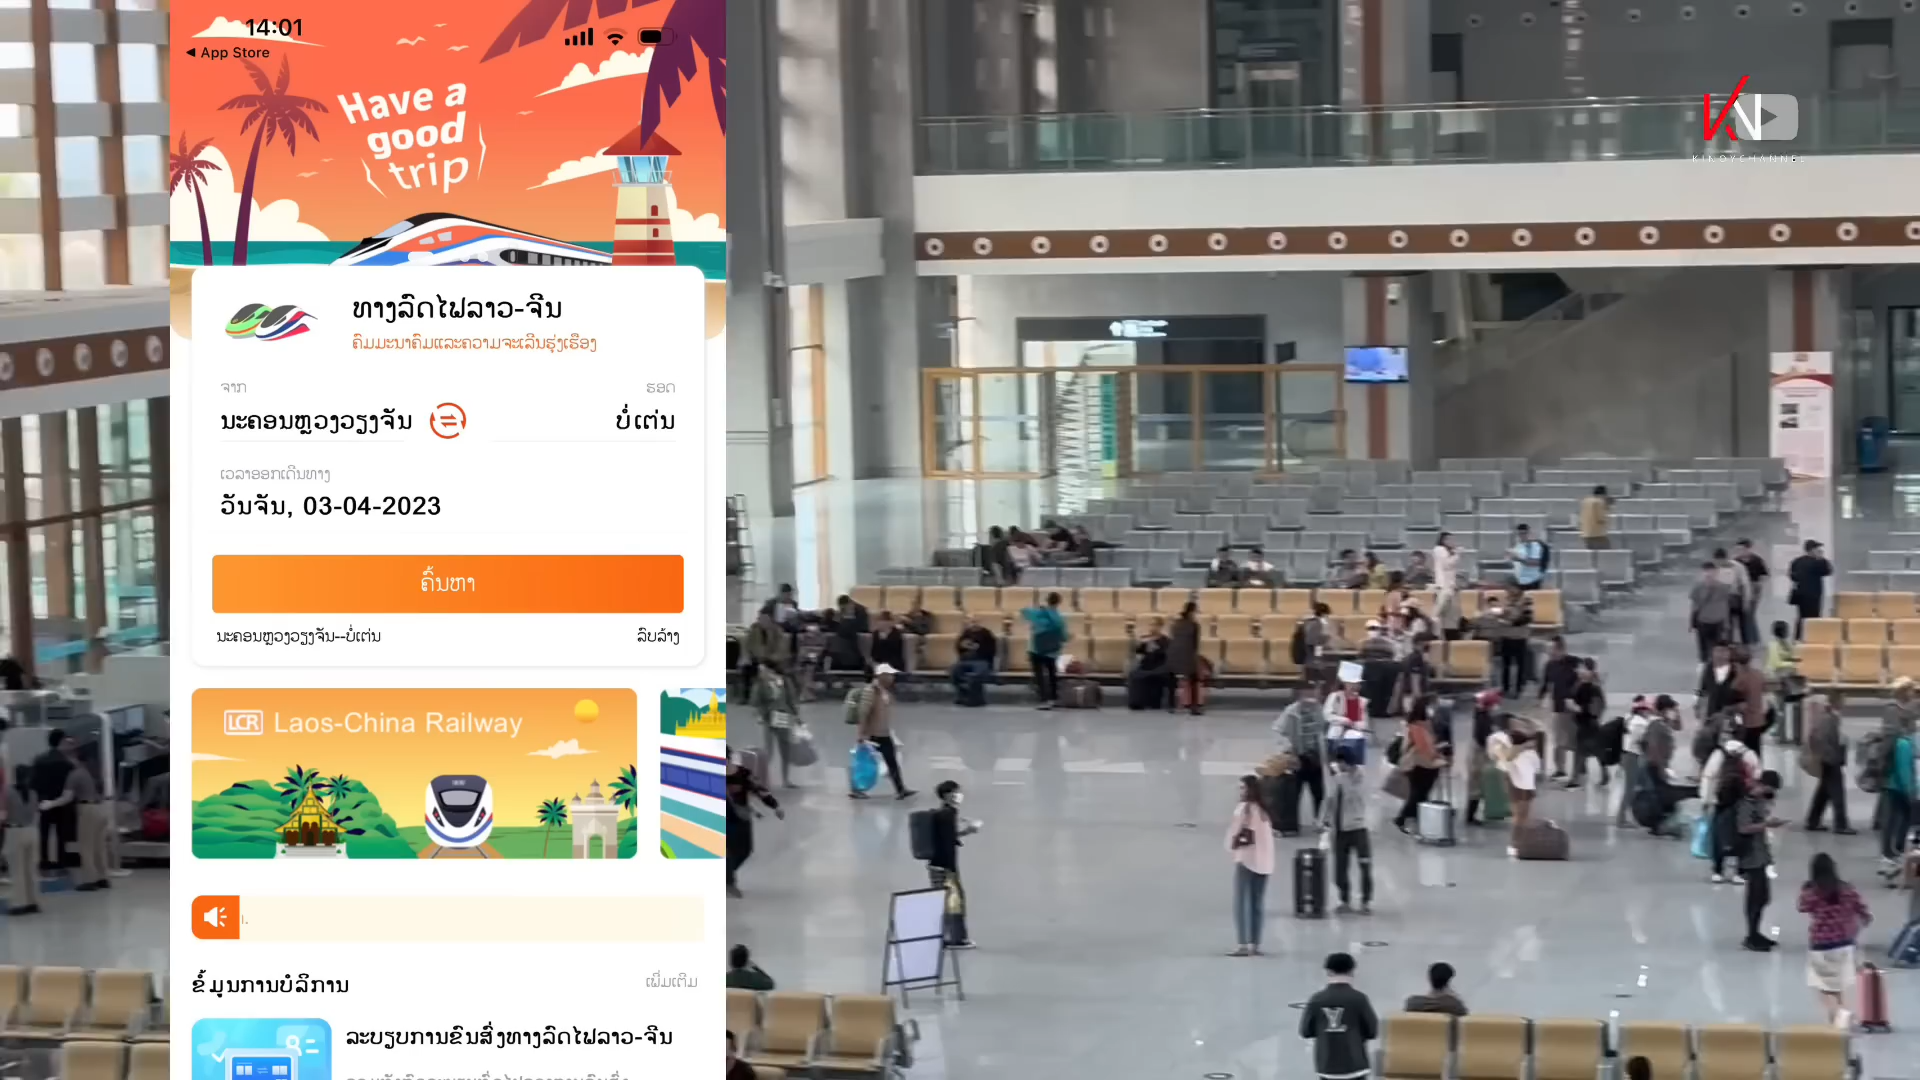 14:01
App Store
Have a
good
trip
ທາງລົດໄຟລາວ-ຈີນ
ຄົມມະນາຄົມແລະຄວາມຈະເລີນຮຸ່ງເຮືອງ
ຈາກ
ຮອດ
ນະຄອນຫຼວງວຽງຈັນ
ບໍ່ເຕ່ນ
ເວລາອອກເດີນທາງ
ວັນຈັນ, 03-04-2023
ຄົ້ນຫາ
ນະຄອນຫຼວງວຽງຈັນ--ບໍ່ເຕ່ນ
ລຶບລ້າງ
LCR Laos-China Railway
ຂໍ້ມູນການບໍລິການ
ເພີ່ມເຕີມ
ລະບຽບການຂົນສົ່ງທາງລົດໄຟລາວ-ຈີນ
KN
KINOYCHANNEL